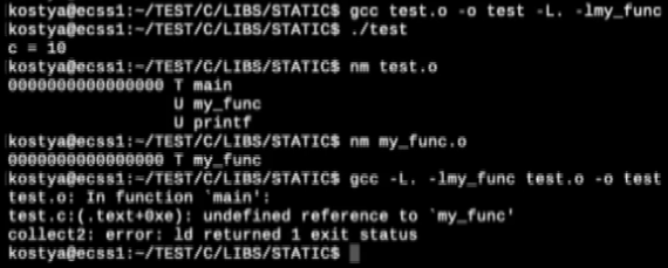 kostya@ecss1:~/TEST/C/LIBS/STATIC$ gcc test.o -o test -L. -lmy_func
kostya@ecss1:~/TEST/C/LIBS/STATIC$ ./test
c = 10
kostya@ecss1:~/TEST/C/LIBS/STATIC$ nm test.o
0000000000000000 T main
                 U my_func
                 U printf
kostya@ecss1:~/TEST/C/LIBS/STATIC$ nm my_func.o
0000000000000000 T my_func
kostya@ecss1:~/TEST/C/LIBS/STATIC$ gcc -L. -lmy_func test.o -o test
test.o: In function `main':
test.c:(.text+0xe): undefined reference to `my_func'
collect2: error: ld returned 1 exit status
kostya@ecss1:~/TEST/C/LIBS/STATIC$